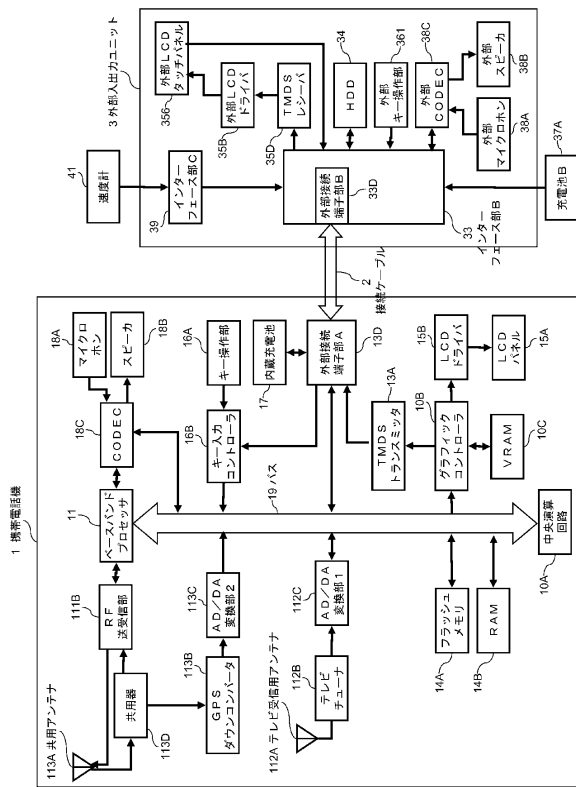 1 携帯電話機
113A 共用アンテナ
113D
共用器
111B
RF
送受信部
11
ベースバンド
プロセッサ
18C
CODEC
18A
マイクロ
ホン
スピーカ
18B
113B
GPS
ダウンコンバータ
113C
AD/DA
変換部2
16B
キー入力
コントローラ
16A
キー操作部
17
内蔵充電池
外部接続
端子部A
13D
112A テレビ受信用アンテナ
112B
テレビ
チューナ
112C
AD/DA
変換部1
19 バス
TMDS
トランスミッタ
13A
14A
フラッシュ
メモリ
14B
RAM
10B
グラフィック
コントローラ
VRAM
10C
15B
LCD
ドライバ
LCD
パネル
15A
10A
中央演算
回路
2
接続ケーブル
3 外部入出力ユニット
41
速度計
39
インター
フェース部C
356
外部LCD
タッチパネル
35B
外部LCD
ドライバ
35D
TMDS
レシーバ
34
HDD
361
外部
キー操作部
38C
外部
CODEC
外部
スピーカ
38B
外部
マイクロホン
38A
外部接続
端子部B
33D
33
インター
フェース部B
充電池B
37A